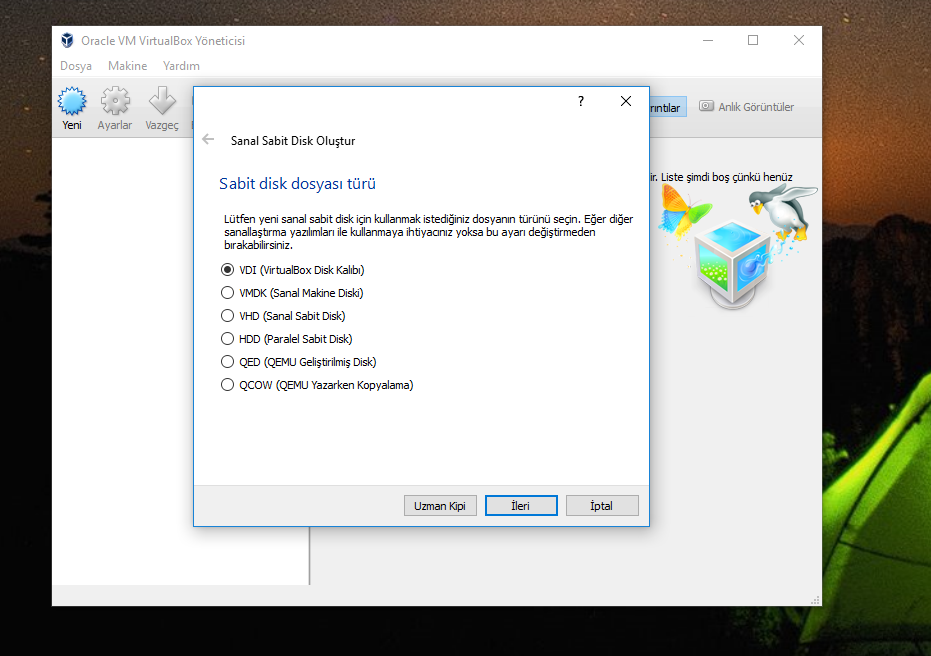 Oracle VM VirtualBox Yöneticisi
Dosya Makine Yardım
Yeni
Ayarlar
Vazgeç
Anlık Görüntüler
?
Sanal Sabit Disk Oluştur
Liste şimdi boş çünkü henüz
Sabit disk dosyası türü
Lütfen yeni sanal sabit disk için kullanmak istediğiniz dosyanın türünü seçin. Eğer diğer
sanallaştırma yazılımları ile kullanmaya ihtiyacınız yoksa bu ayarı değiştirmeden
bırakabilirsiniz.
VDI (VirtualBox Disk Kalıbı)
VMDK (Sanal Makine Diski)
VHD (Sanal Sabit Disk)
HDD (Paralel Sabit Disk)
QED (QEMU Geliştirilmiş Disk)
QCOW (QEMU Yazarken Kopyalama)
Uzman Kipi
İleri
İptal